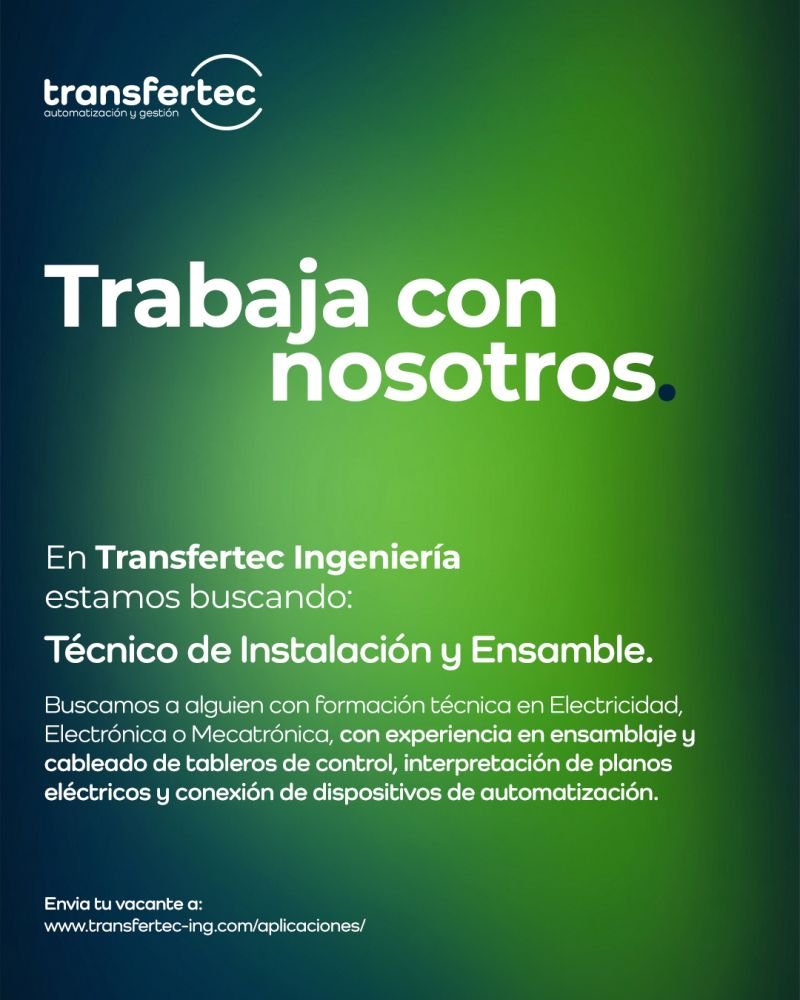 transfertec
automatización y gestión
Trabaja con
nosotros.
En Transfertec Ingeniería
estamos buscando:
Técnico de Instalación y Ensamble.
Buscamos a alguien con formación técnica en Electricidad,
Electrónica o Mecatrónica, con experiencia en ensamblaje y
cableado de tableros de control, interpretación de planos
eléctricos y conexión de dispositivos de automatización.
Envia tu vacante a:
www.transfertec-ing.com/aplicaciones/